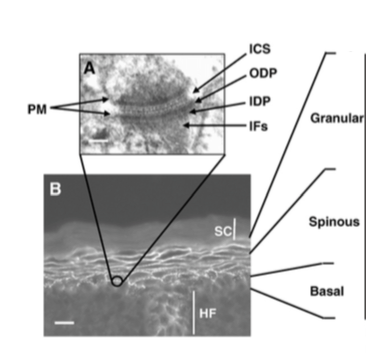 A
ICS
ODP
PM
IDP
IFs
Granular
B
Spinous
SC
Basal
HF